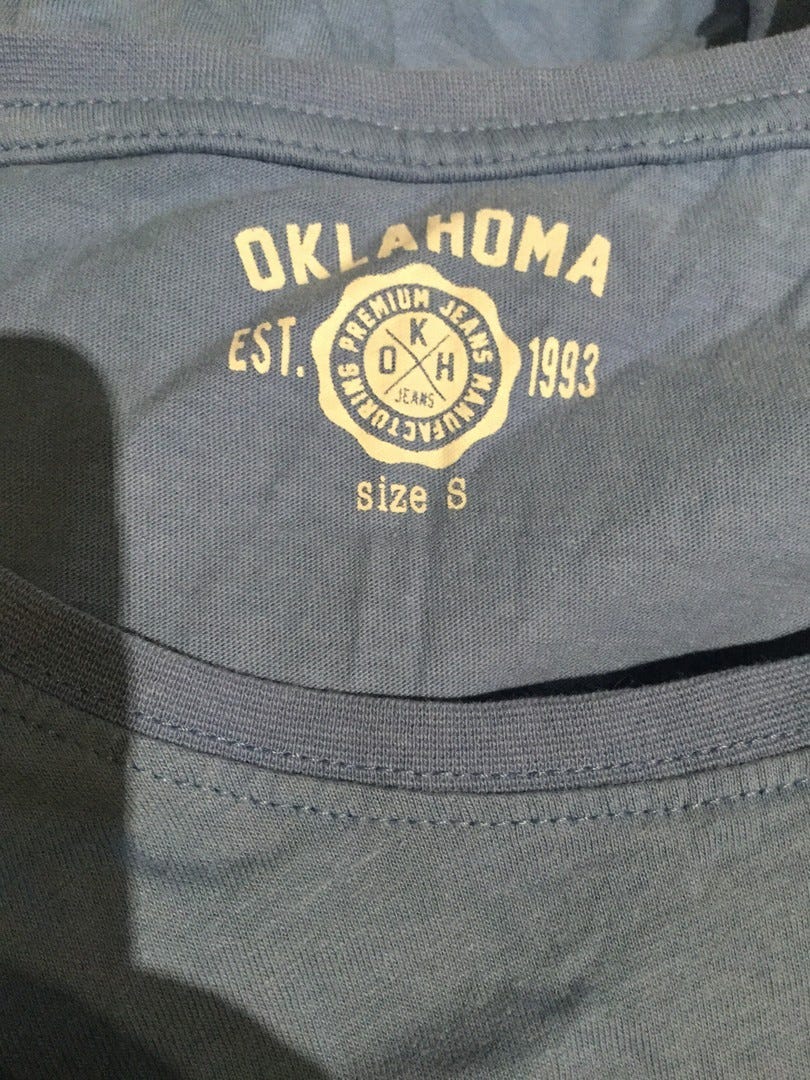 OKLAHOMA
EST. 1993
PREMIUM JEANS MANUFACTURING
K
O H
JEANS
size S